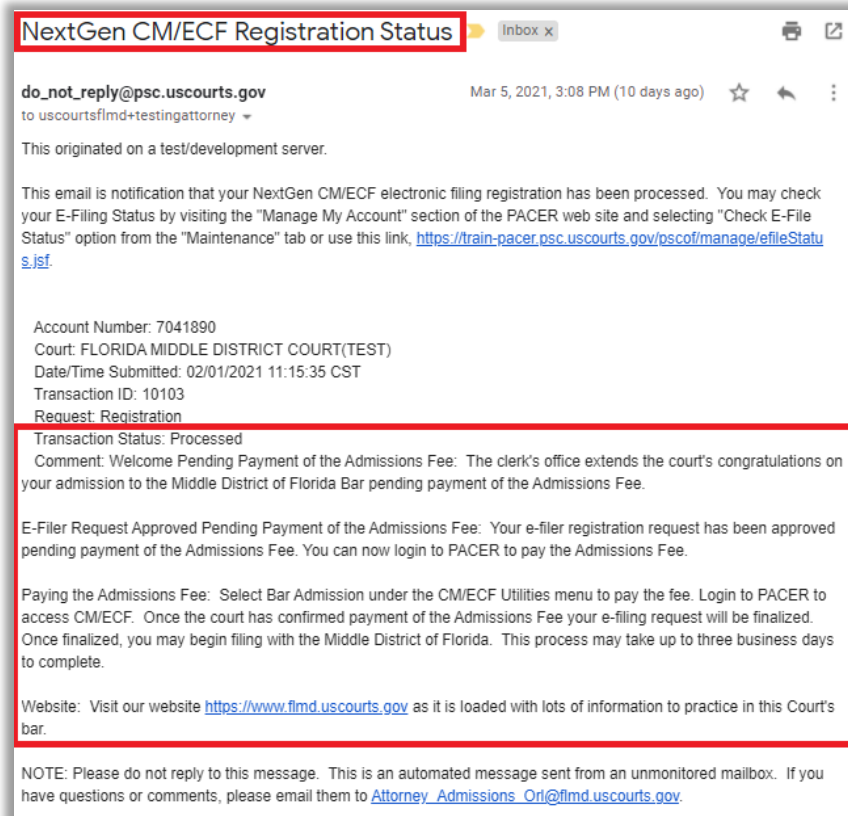 NextGen CM/ECF Registration Status Inbox x
do_not_reply@psc.uscourts.gov Mar 5, 2021, 3:08 PM (10 days ago)
to uscourtsflmd+testingattorney
This originated on a test/development server.
This email is notification that your NextGen CM/ECF electronic filing registration has been processed. You may check
your E-Filing Status by visiting the "Manage My Account" section of the PACER web site and selecting "Check E-File
Status" option from the "Maintenance" tab or use this link, https://train-pacer.psc.uscourts.gov/pscof/manage/efileStatu
s.jsf.
Account Number: 7041890
Court: FLORIDA MIDDLE DISTRICT COURT(TEST)
Date/Time Submitted: 02/01/2021 11:15:35 CST
Transaction ID: 10103
Request: Registration
Transaction Status: Processed
Comment: Welcome Pending Payment of the Admissions Fee: The clerk's office extends the court's congratulations on
your admission to the Middle District of Florida Bar pending payment of the Admissions Fee.
E-Filer Request Approved Pending Payment of the Admissions Fee: Your e-filer registration request has been approved
pending payment of the Admissions Fee. You can now login to PACER to pay the Admissions Fee.
Paying the Admissions Fee: Select Bar Admission under the CM/ECF Utilities menu to pay the fee. Login to PACER to
access CM/ECF. Once the court has confirmed payment of the Admissions Fee your e-filing request will be finalized.
Once finalized, you may begin filing with the Middle District of Florida. This process may take up to three business days
to complete.
Website: Visit our website https://www.flmd.uscourts.gov as it is loaded with lots of information to practice in this Court's
bar.
NOTE: Please do not reply to this message. This is an automated message sent from an unmonitored mailbox. If you
have questions or comments, please email them to Attorney_Admissions_Orl@flmd.uscourts.gov.